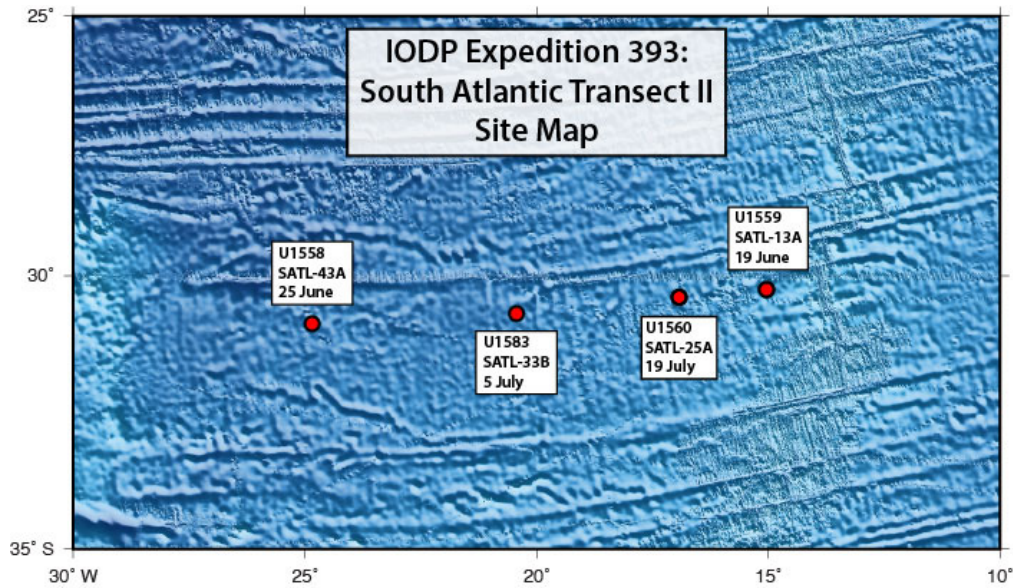 25˚
IODP Expedition 393:
South Atlantic Transect II
Site Map
U1559
SATL-13A
19 June
U1558
SATL-43A
25 June
30˚
U1583
SATL-33B
5 July
U1560
SATL-25A
19 July
35˚ S
30˚ W
25˚
20˚
15˚
10˚